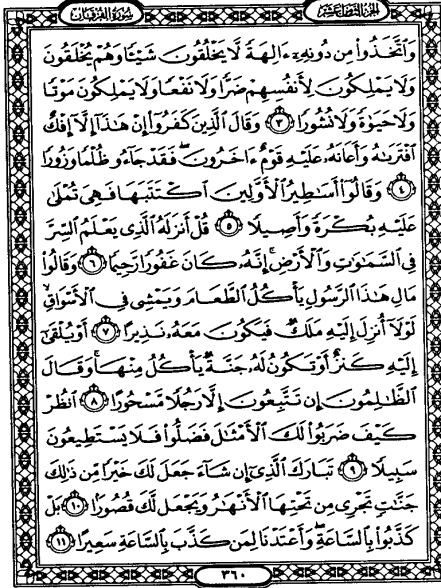 سورة الفرقان
الجزء الثامن عشر
وَاتَّخَذُوا۟ مِن دُونِهِۦٓ ءَالِهَةً لَّا يَخْلُقُونَ شَيْـًٔا وَهُمْ يُخْلَقُونَ
وَلَا يَمْلِكُونَ لِأَنفُسِهِمْ ضَرًّا وَلَا نَفْعًا وَلَا يَمْلِكُونَ مَوْتًا
وَلَا حَيَوٰةً وَلَا نُشُورًا ٣ وَقَالَ الَّذِينَ كَفَرُوٓا۟ إِنْ هَـٰذَآ إِلَّآ إِفْكٌ
افْتَرَىٰهُ وَأَعَانَهُۥ عَلَيْهِ قَوْمٌ ءَاخَرُونَ ۖ فَقَدْ جَآءُو ظُلْمًا وَزُورًا
٤ وَقَالُوٓا۟ أَسَـٰطِيرُ الْأَوَّلِينَ اكْتَتَبَهَا فَهِىَ تُمْلَىٰ
عَلَيْهِ بُكْرَةً وَأَصِيلًا ٥ قُلْ أَنزَلَهُ الَّذِى يَعْلَمُ السِّرَّ
فِى السَّمَـٰوَٰتِ وَالْأَرْضِ ۚ إِنَّهُۥ كَانَ غَفُورًا رَّحِيمًا ٦ وَقَالُوا۟
مَالِ هَـٰذَا الرَّسُولِ يَأْكُلُ الطَّعَامَ وَيَمْشِى فِى الْأَسْوَاقِ ۙ
لَوْلَآ أُنزِلَ إِلَيْهِ مَلَكٌ فَيَكُونَ مَعَهُۥ نَذِيرًا ٧ أَوْ يُلْقَىٰٓ
إِلَيْهِ كَنزٌ أَوْ تَكُونُ لَهُۥ جَنَّةٌ يَأْكُلُ مِنْهَا ۚ وَقَالَ
الظَّـٰلِمُونَ إِن تَتَّبِعُونَ إِلَّا رَجُلًا مَّسْحُورًا ٨ انظُرْ
كَيْفَ ضَرَبُوا۟ لَكَ الْأَمْثَـٰلَ فَضَلُّوا۟ فَلَا يَسْتَطِيعُونَ
سَبِيلًا ٩ تَبَارَكَ الَّذِىٓ إِن شَآءَ جَعَلَ لَكَ خَيْرًا مِّن ذَٰلِكَ
جَنَّـٰتٍ تَجْرِى مِن تَحْتِهَا الْأَنْهَـٰرُ وَيَجْعَل لَّكَ قُصُورًا ١٠ بَلْ
كَذَّبُوا۟ بِالسَّاعَةِ ۖ وَأَعْتَدْنَا لِمَن كَذَّبَ بِالسَّاعَةِ سَعِيرًا ١١
٣٦٠